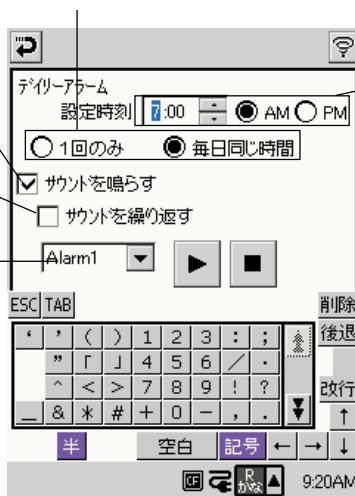 デイリーアラーム
設定時刻 7:00 AM PM
1回のみ 毎日同じ時間
サウンドを鳴らす
サウンドを繰り返す
Alarm1
ESC TAB 削除
‘ ’ ( ) 1 2 3 : ; 後退
” 「 」 4 5 6 / ・
^ < > 7 8 9 ! ? 改行
_ & * # + 0 − , . ↑
半 空白 記号 ← → ↓
CF R かな 9:20AM